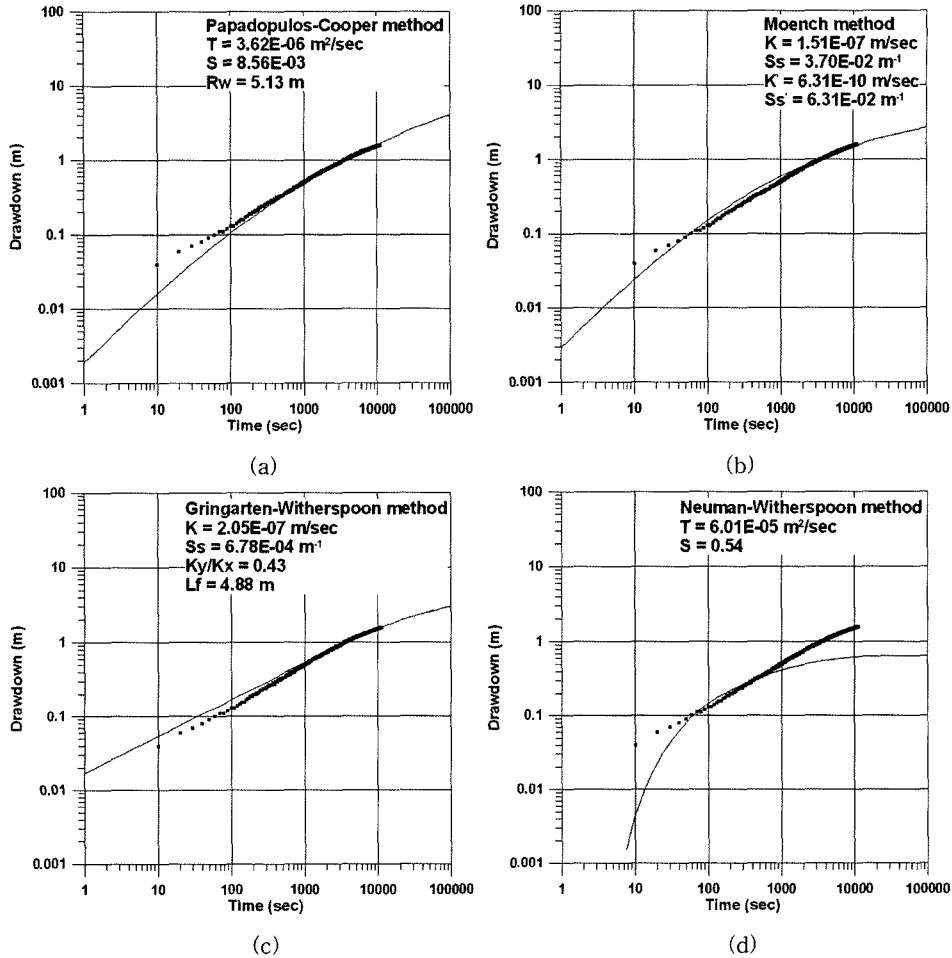 100
10
1
0.1
0.01
0.001
Drawdown (m)
Papadopulos-Cooper method
T = 3.62E-06 m²/sec
S = 8.56E-03
Rw = 5.13 m
1 10 100 1000 10000 100000
Time (sec)
(a)
100
10
1
0.1
0.01
0.001
Drawdown (m)
Moench method
K = 1.51E-07 m/sec
Ss = 3.70E-02 m⁻¹
K' = 6.31E-10 m/sec
Ss' = 6.31E-02 m⁻¹
1 10 100 1000 10000 100000
Time (sec)
(b)
100
10
1
0.1
0.01
0.001
Drawdown (m)
Gringarten-Witherspoon method
K = 2.05E-07 m/sec
Ss = 6.78E-04 m⁻¹
Ky/Kx = 0.43
Lf = 4.88 m
1 10 100 1000 10000 100000
Time (sec)
(c)
100
10
1
0.1
0.01
0.001
Drawdown (m)
Neuman-Witherspoon method
T = 6.01E-05 m²/sec
S = 0.54
1 10 100 1000 10000 100000
Time (sec)
(d)